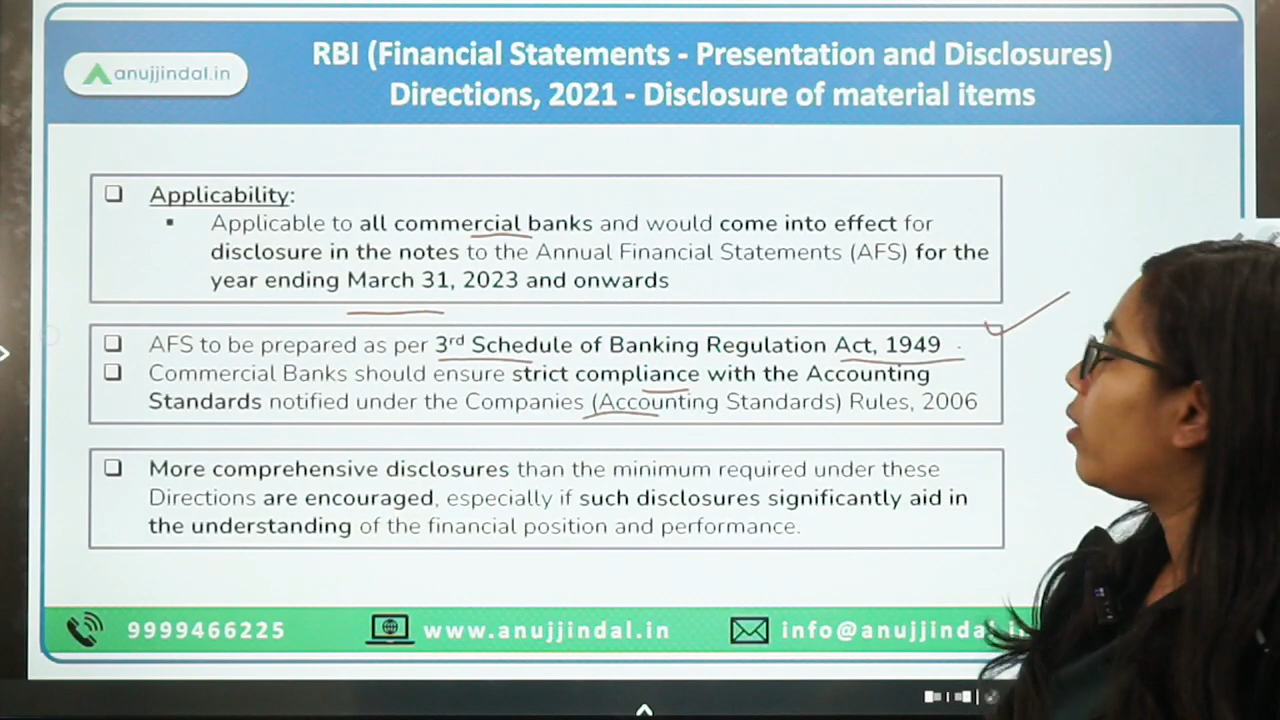 anujjindal.in
RBI (Financial Statements - Presentation and Disclosures)
Directions, 2021 - Disclosure of material items
❑ Applicability:
▪ Applicable to all commercial banks and would come into effect for
disclosure in the notes to the Annual Financial Statements (AFS) for the
year ending March 31, 2023 and onwards
❑ AFS to be prepared as per 3rd Schedule of Banking Regulation Act, 1949
❑ Commercial Banks should ensure strict compliance with the Accounting
Standards notified under the Companies (Accounting Standards) Rules, 2006
❑ More comprehensive disclosures than the minimum required under these
Directions are encouraged, especially if such disclosures significantly aid in
the understanding of the financial position and performance.
9999466225 www.anujjindal.in